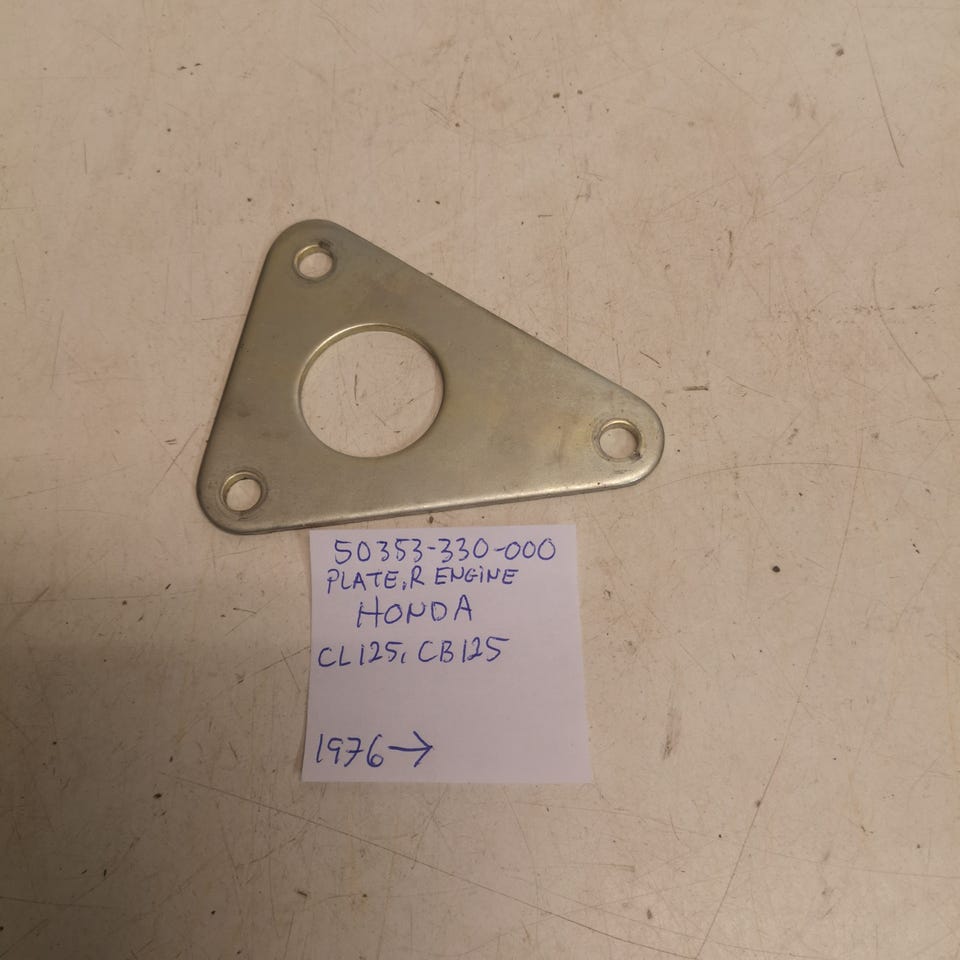 50353-330-000
PLATE, R ENGINE
HONDA
CL125, CB125
1976→